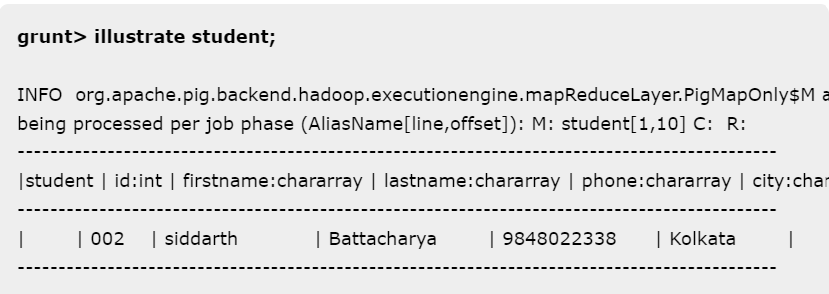 grunt> illustrate student;
INFO  org.apache.pig.backend.hadoop.executionengine.mapReduceLayer.PigMapOnly$M a
being processed per job phase (AliasName[line,offset]): M: student[1,10] C:  R:
---------------------------------------------------------------------------------------------
|student | id:int | firstname:chararray | lastname:chararray | phone:chararray | city:char
---------------------------------------------------------------------------------------------
|        | 002   | siddarth            | Battacharya        | 9848022338      | Kolkata        |
---------------------------------------------------------------------------------------------